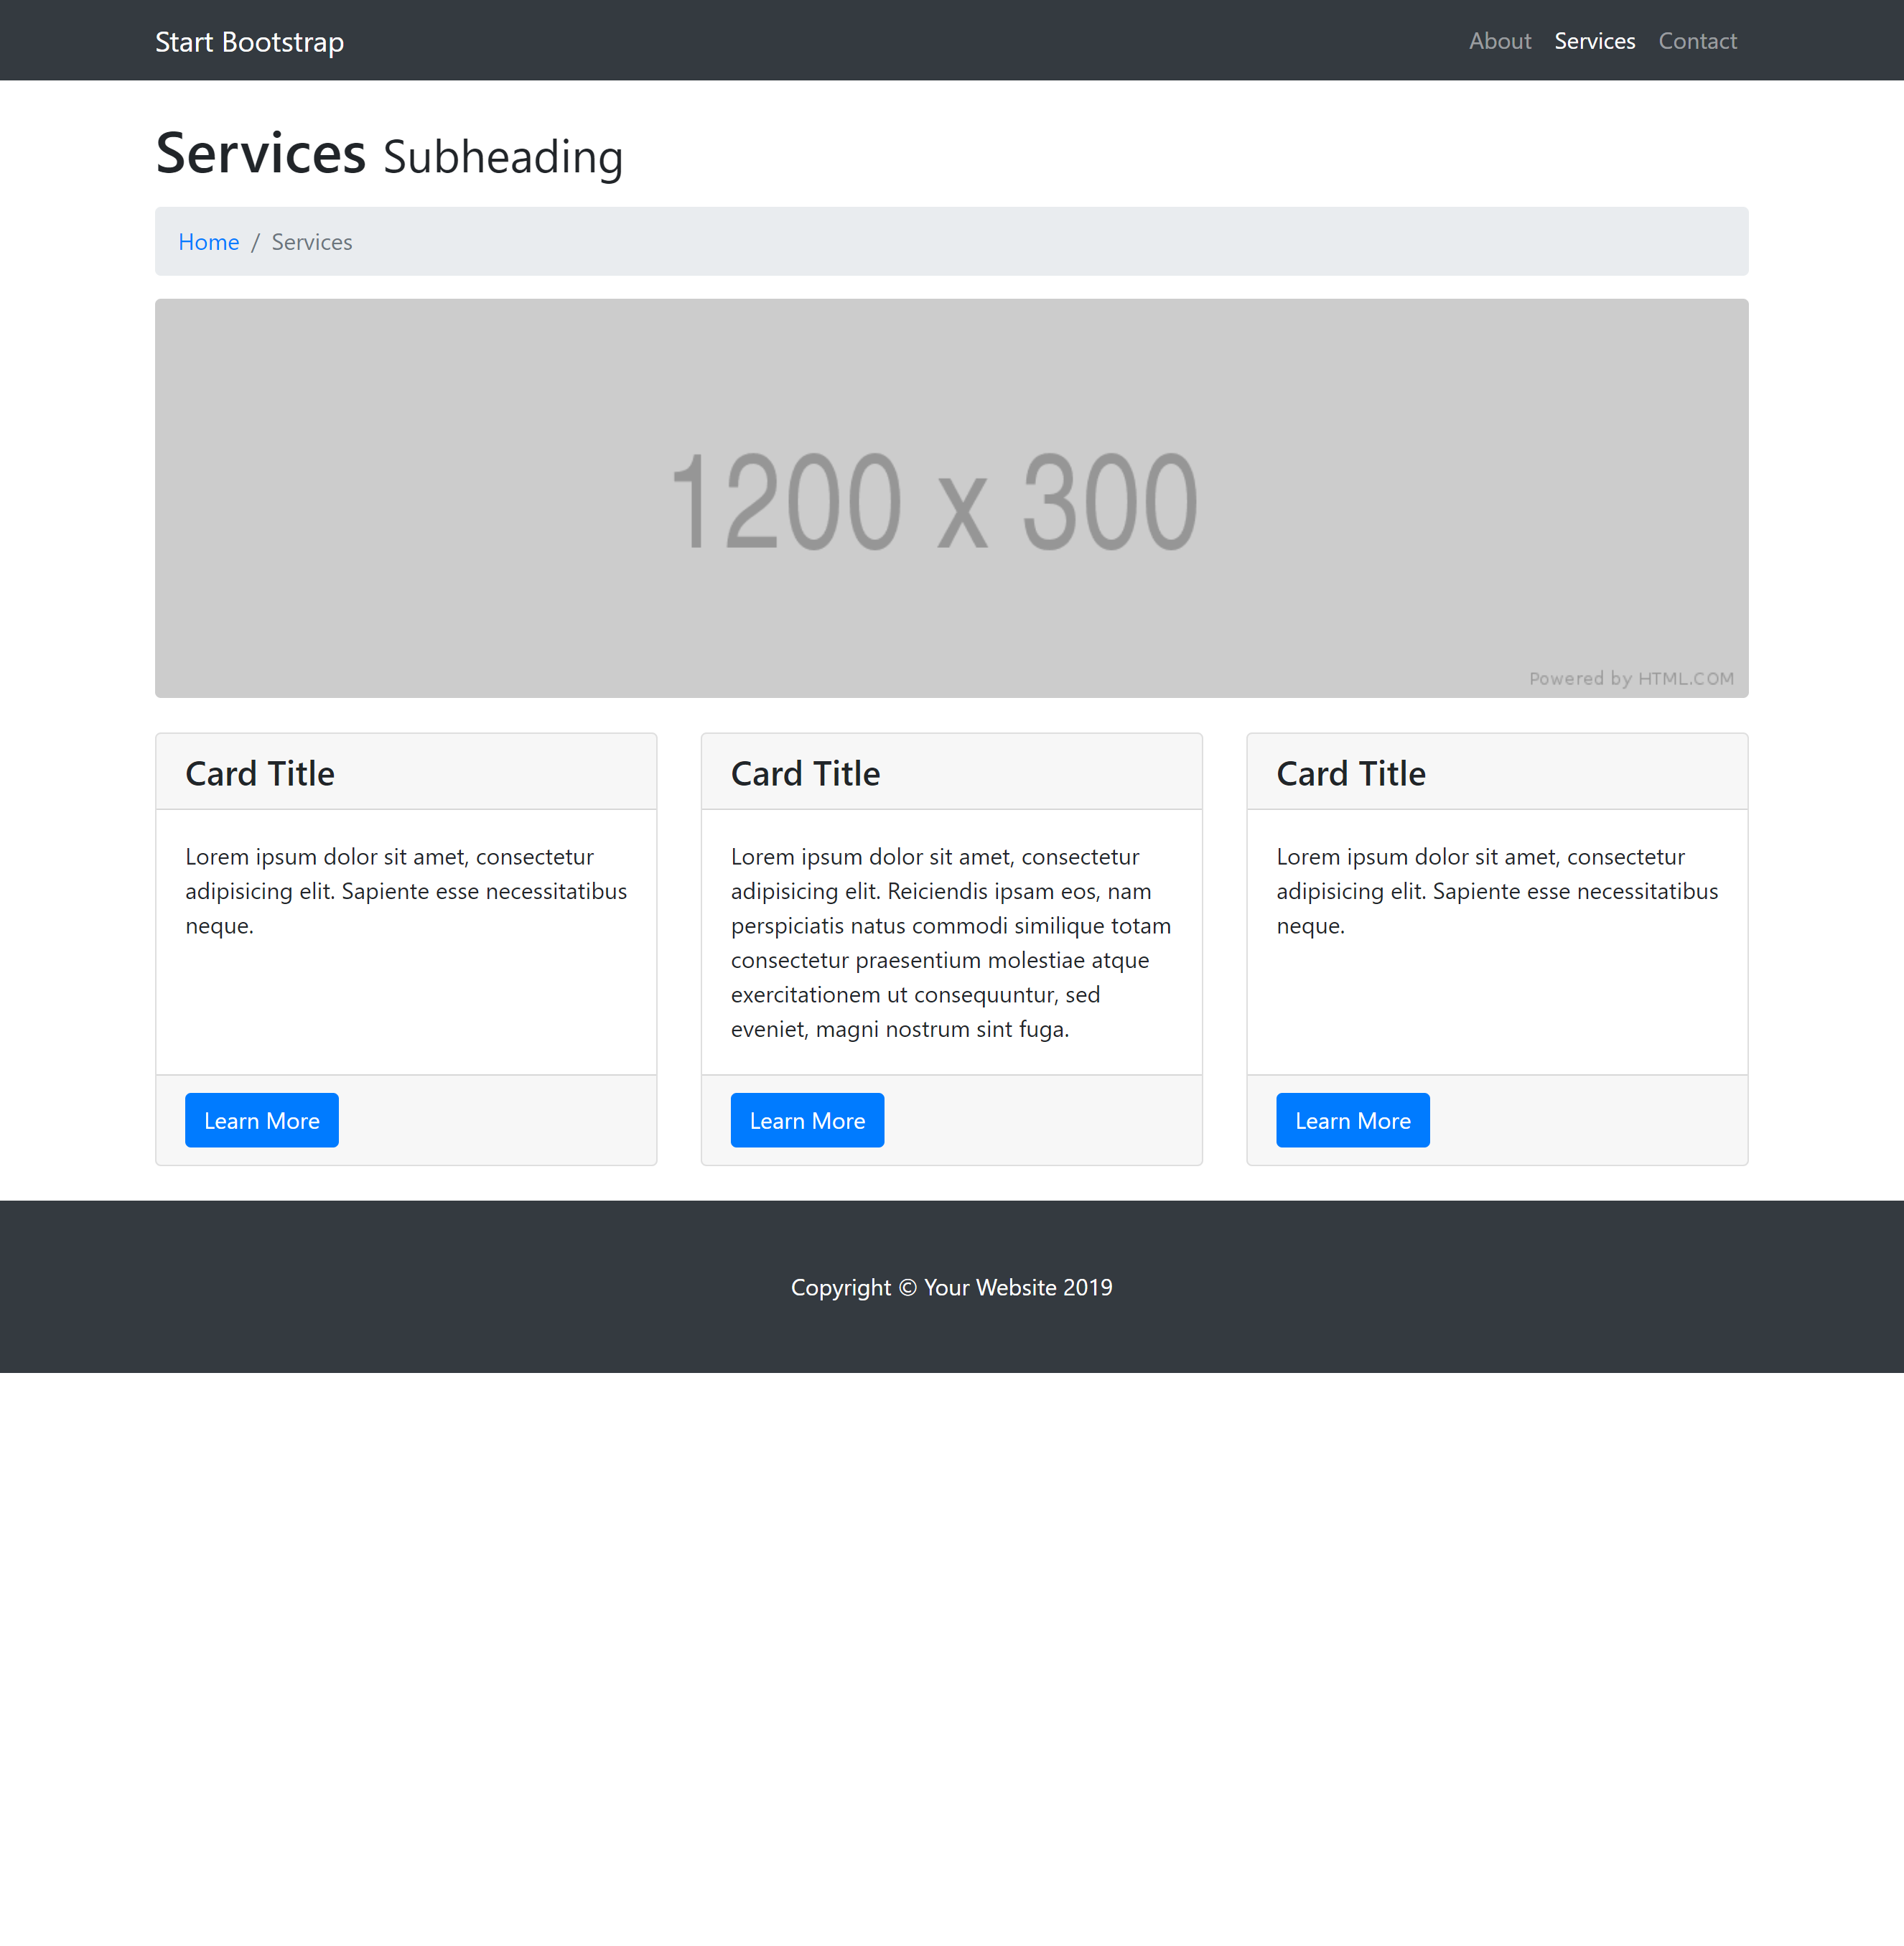 Start Bootstrap
About Services Contact
Services Subheading
Home / Services
1200 x 300
Powered by HTML.COM
Card Title
Lorem ipsum dolor sit amet, consectetur
adipisicing elit. Sapiente esse necessitatibus
neque.
Learn More
Card Title
Lorem ipsum dolor sit amet, consectetur
adipisicing elit. Reiciendis ipsam eos, nam
perspiciatis natus commodi similique totam
consectetur praesentium molestiae atque
exercitationem ut consequuntur, sed
eveniet, magni nostrum sint fuga.
Learn More
Card Title
Lorem ipsum dolor sit amet, consectetur
adipisicing elit. Sapiente esse necessitatibus
neque.
Learn More
Copyright © Your Website 2019